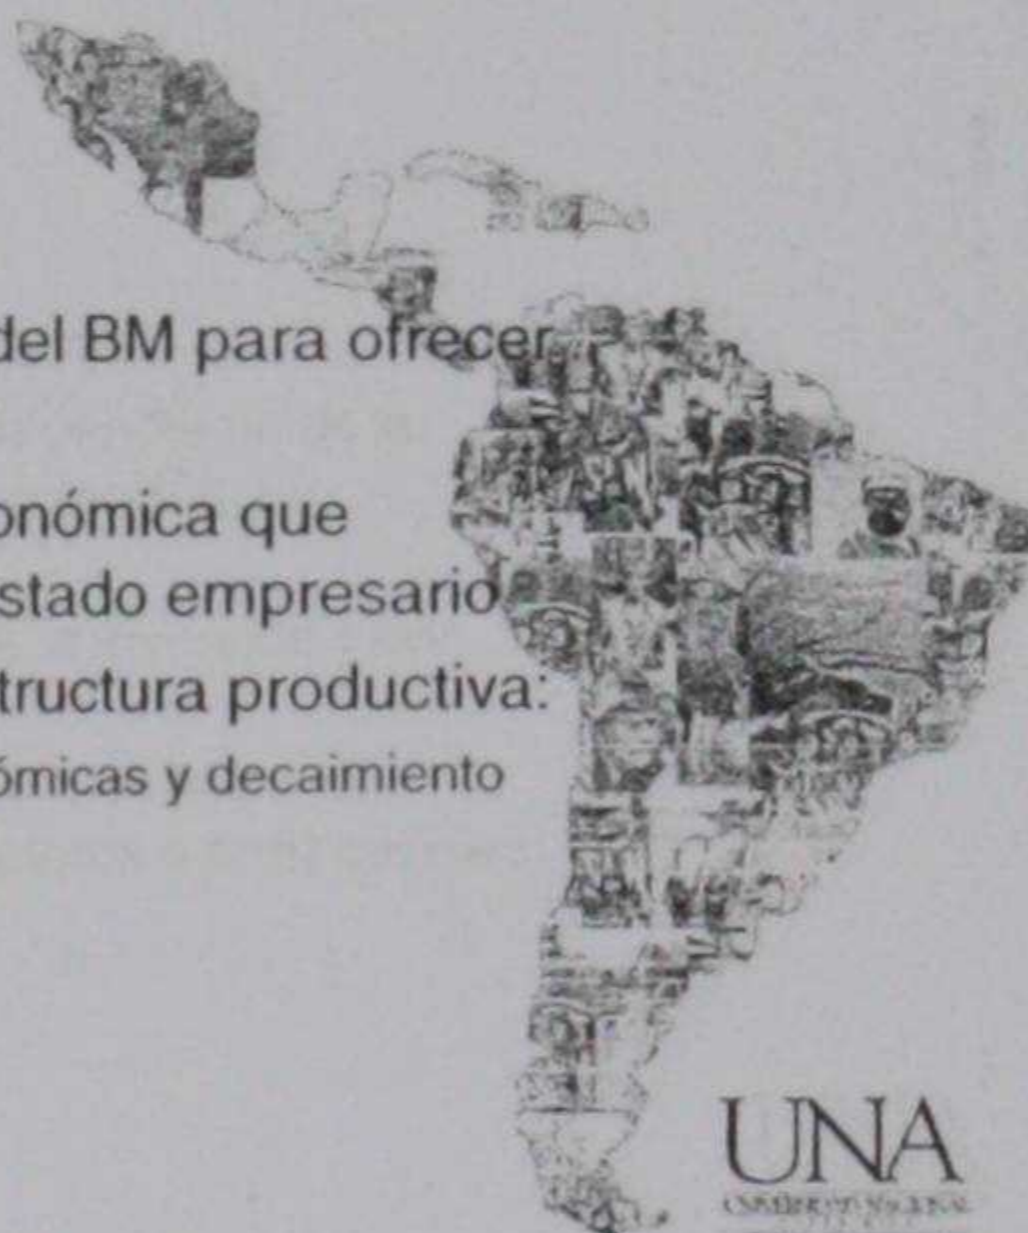 del BM para ofrecer
onómica que
stado empresario
tructura productiva:
ómicas y decaimiento
UNA